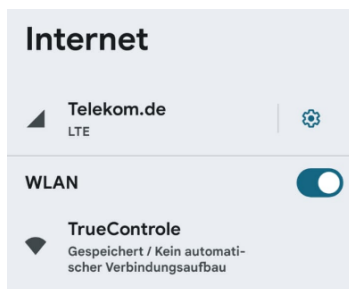 Internet
Telekom.de
LTE
WLAN
TrueControle
Gespeichert / Kein automati-
scher Verbindungsaufbau